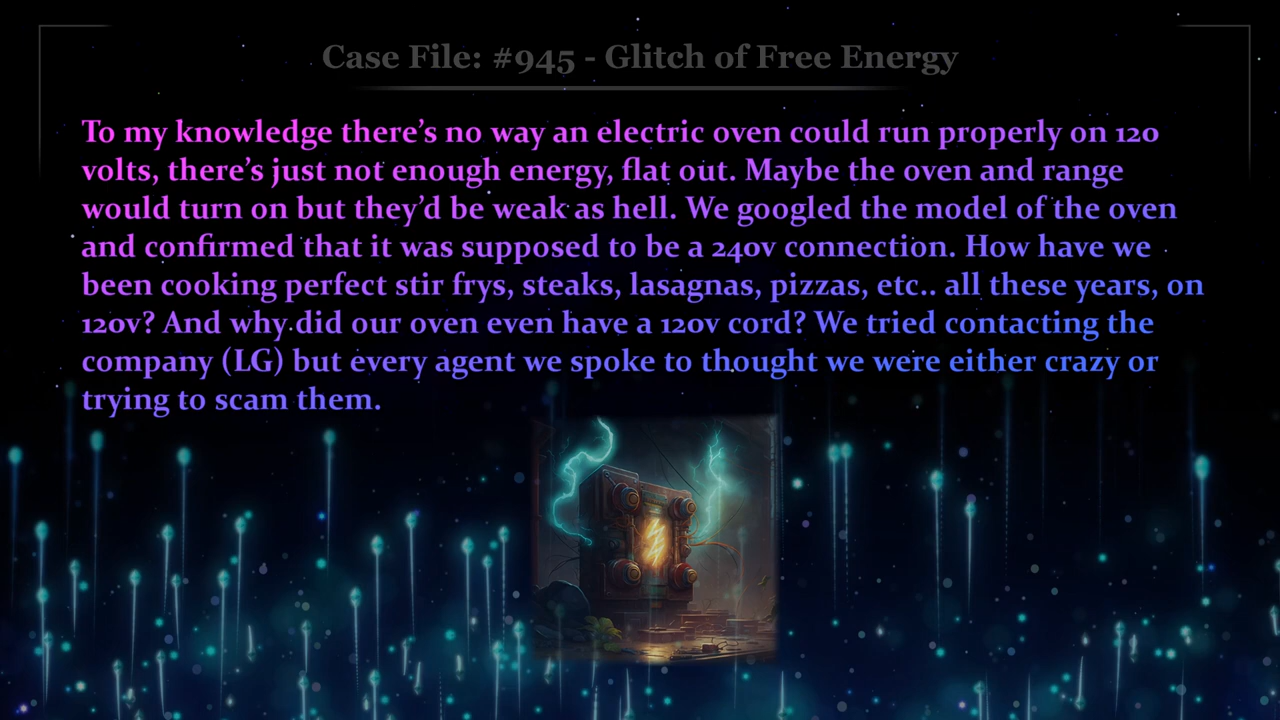 Case File: #945 - Glitch of Free Energy
To my knowledge there’s no way an electric oven could run properly on 120
volts, there’s just not enough energy, flat out. Maybe the oven and range
would turn on but they’d be weak as hell. We googled the model of the oven
and confirmed that it was supposed to be a 240v connection. How have we
been cooking perfect stir frys, steaks, lasagnas, pizzas, etc.. all these years, on
120v? And why did our oven even have a 120v cord? We tried contacting the
company (LG) but every agent we spoke to thought we were either crazy or
trying to scam them.